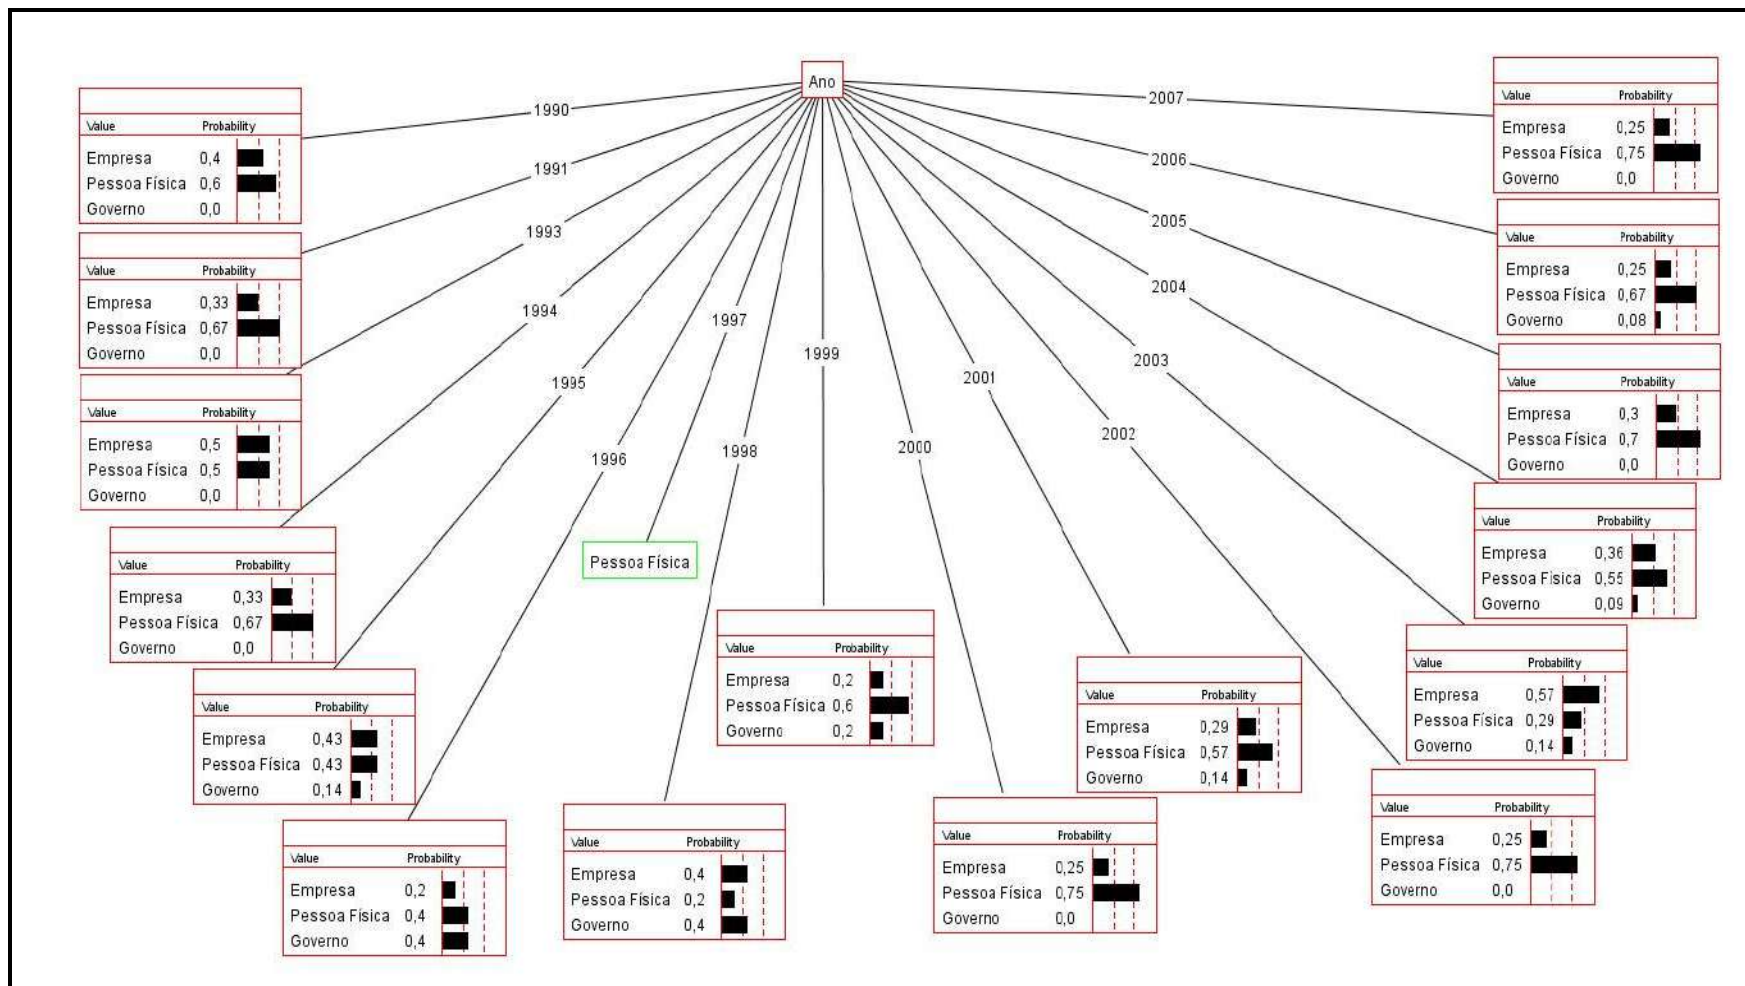 Ano
1990
Value Probability
Empresa 0,4
Pessoa Física 0,6
Governo 0,0
1991
Value Probability
Empresa 0,33
Pessoa Física 0,67
Governo 0,0
1993
Value Probability
Empresa 0,5
Pessoa Física 0,5
Governo 0,0
1994
Value Probability
Empresa 0,33
Pessoa Física 0,67
Governo 0,0
1995
Value Probability
Empresa 0,43
Pessoa Física 0,43
Governo 0,14
1996
Value Probability
Empresa 0,2
Pessoa Física 0,4
Governo 0,4
1997
Pessoa Física
1998
Value Probability
Empresa 0,4
Pessoa Física 0,2
Governo 0,4
1999
Value Probability
Empresa 0,2
Pessoa Física 0,6
Governo 0,2
2000
Value Probability
Empresa 0,25
Pessoa Física 0,75
Governo 0,0
2001
Value Probability
Empresa 0,29
Pessoa Física 0,57
Governo 0,14
2002
Value Probability
Empresa 0,25
Pessoa Física 0,75
Governo 0,0
2003
Value Probability
Empresa 0,57
Pessoa Física 0,29
Governo 0,14
2004
Value Probability
Empresa 0,36
Pessoa Física 0,55
Governo 0,09
2005
Value Probability
Empresa 0,3
Pessoa Física 0,7
Governo 0,0
2006
Value Probability
Empresa 0,25
Pessoa Física 0,67
Governo 0,08
2007
Value Probability
Empresa 0,25
Pessoa Física 0,75
Governo 0,0